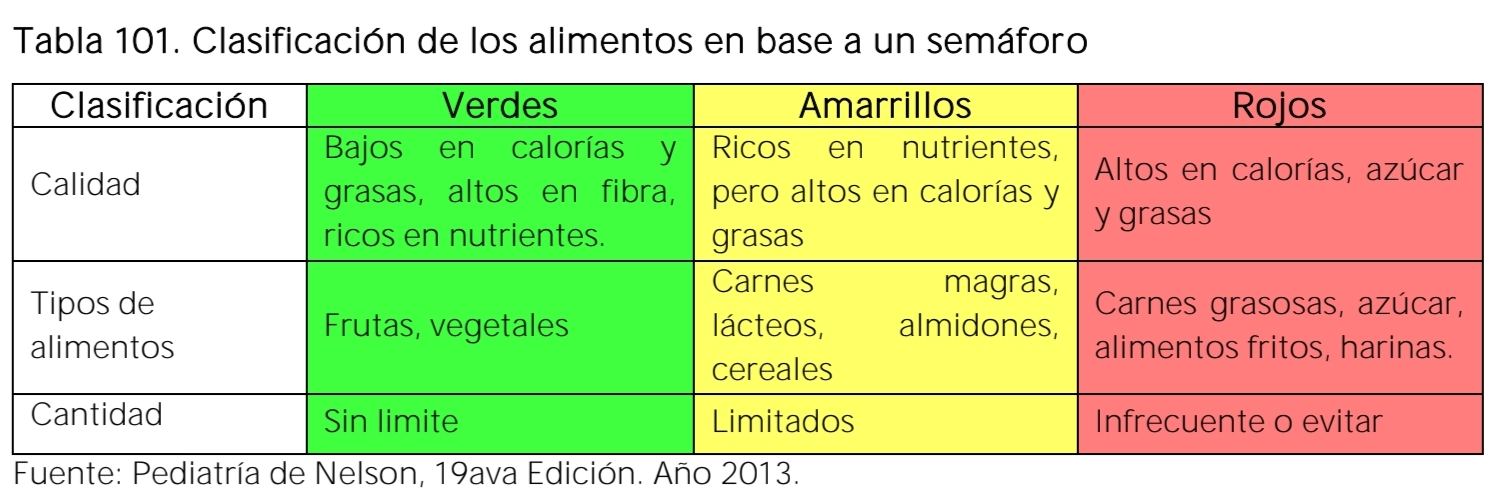 Tabla 101. Clasificación de los alimentos en base a un semáforo
Clasificación Verdes Amarrillos Rojos
Calidad
Bajos en calorías y
grasas, altos en fibra,
ricos en nutrientes.
Ricos en nutrientes,
pero altos en calorías y
grasas
Altos en calorías, azúcar
y grasas
Tipos de
alimentos
Frutas, vegetales
Carnes magras,
lácteos, almidones,
cereales
Carnes grasosas, azúcar,
alimentos fritos, harinas.
Cantidad
Sin limite
Limitados
Infrecuente o evitar
Fuente: Pediatría de Nelson, 19ava Edición. Año 2013.